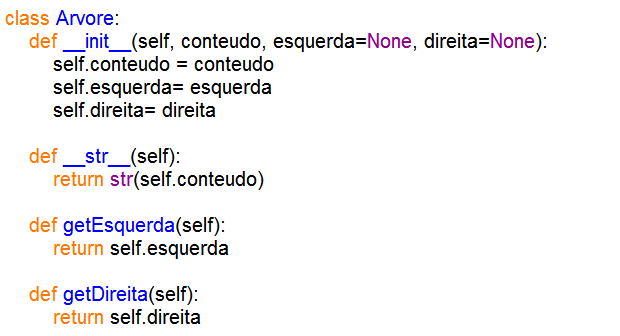 class Arvore:
    def __init__(self, conteudo, esquerda=None, direita=None):
        self.conteudo = conteudo
        self.esquerda= esquerda
        self.direita= direita

    def __str__(self):
        return str(self.conteudo)

    def getEsquerda(self):
        return self.esquerda

    def getDireita(self):
        return self.direita